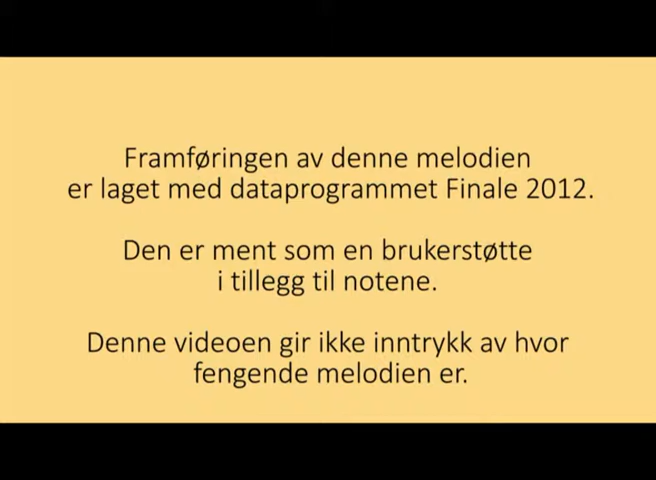 Framføringen av denne melodien
er laget med dataprogrammet Finale 2012.
Den er ment som en brukerstøtte
i tillegg til notene.
Denne videoen gir ikke inntrykk av hvor
fengende melodien er.